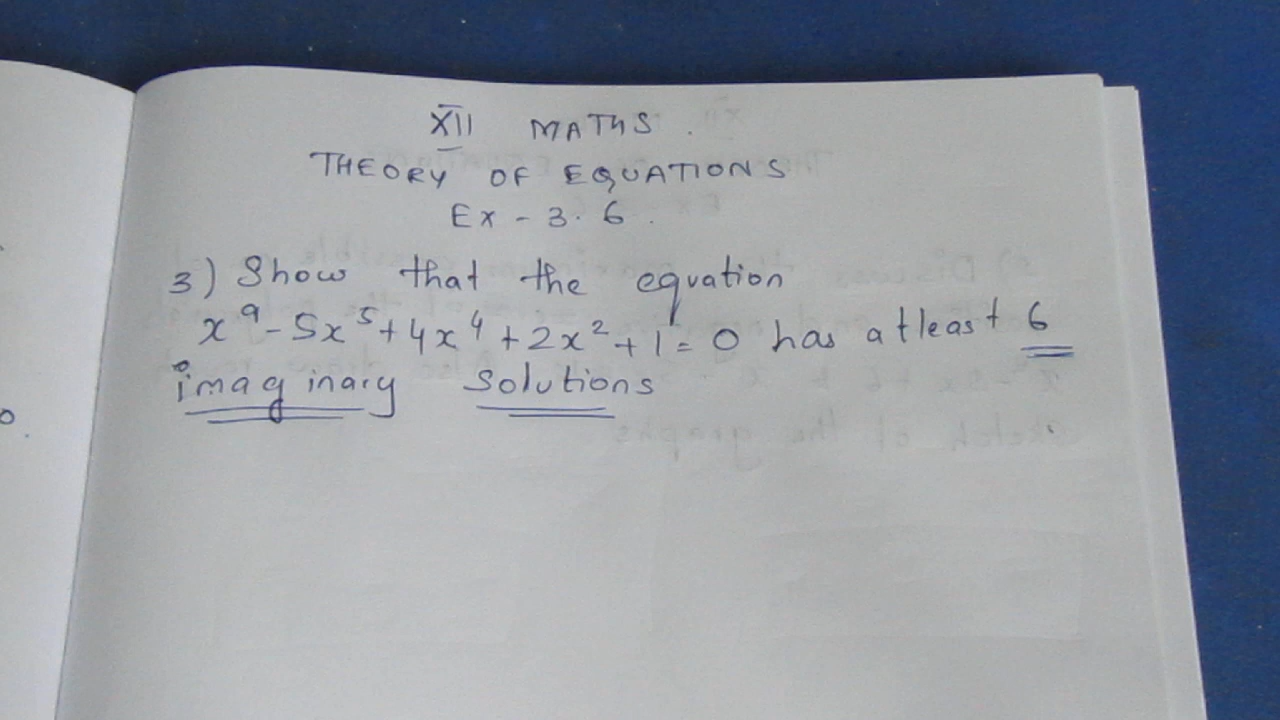 XII MATHS.
THEORY OF EQUATIONS
Ex - 3.6.
3) Show that the equation
x⁹ - 5x⁵ + 4x⁴ + 2x² + 1 = 0 has atleast 6
imaginary solutions